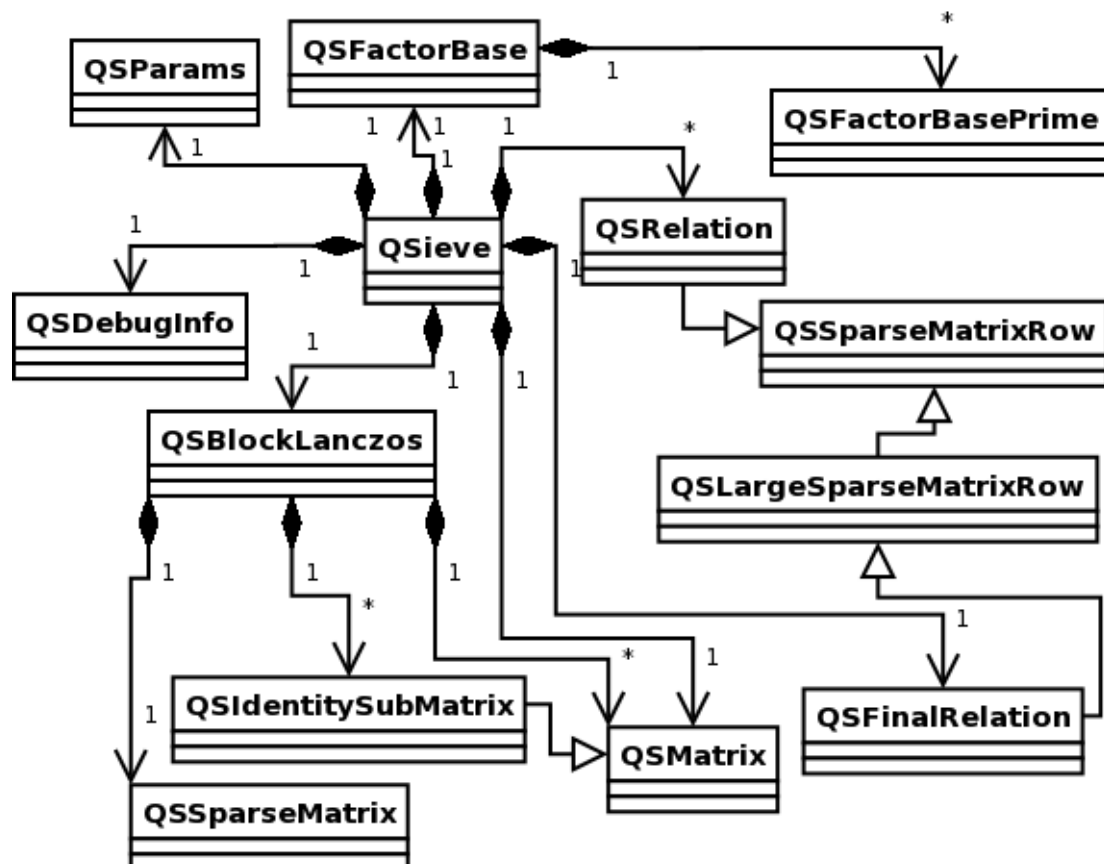 *
QSFactorBase
QSParams
1
QSFactorBasePrime
1 1 1
*
1
1
QSRelation
1
QSieve
1
1
QSDebugInfo
QSSparseMatrixRow
1
1
1
QSBlockLanczos
QSLargeSparseMatrixRow
1
1
1
*
1
*
1
1
QSIdentitySubMatrix
QSFinalRelation
QSMatrix
QSSparseMatrix